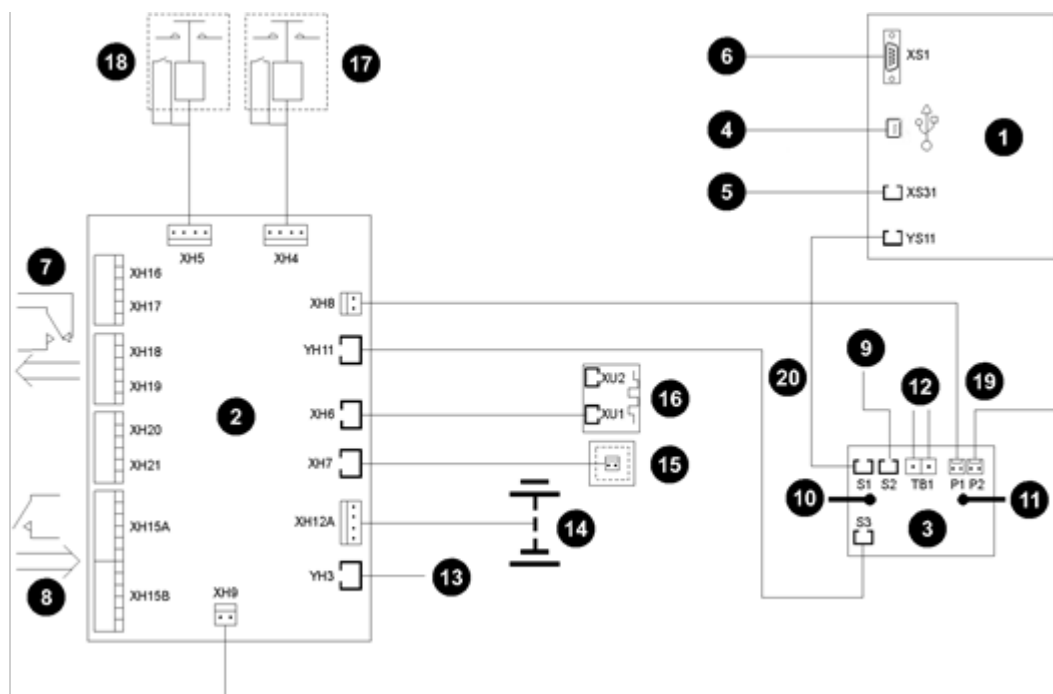 18
17
6
XS1
4
1
5
XS31
YS11
XH5
XH4
7
XH16
XH17
XH8
XH18
YH11
9
XH19
20
12
19
XU2
16
2
XH6
XU1
XH20
XH21
XH7
15
S1
S2
TB1
P1
P2
10
11
XH15A
XH12A
14
S3
3
13
YH3
8
XH15B
XH9